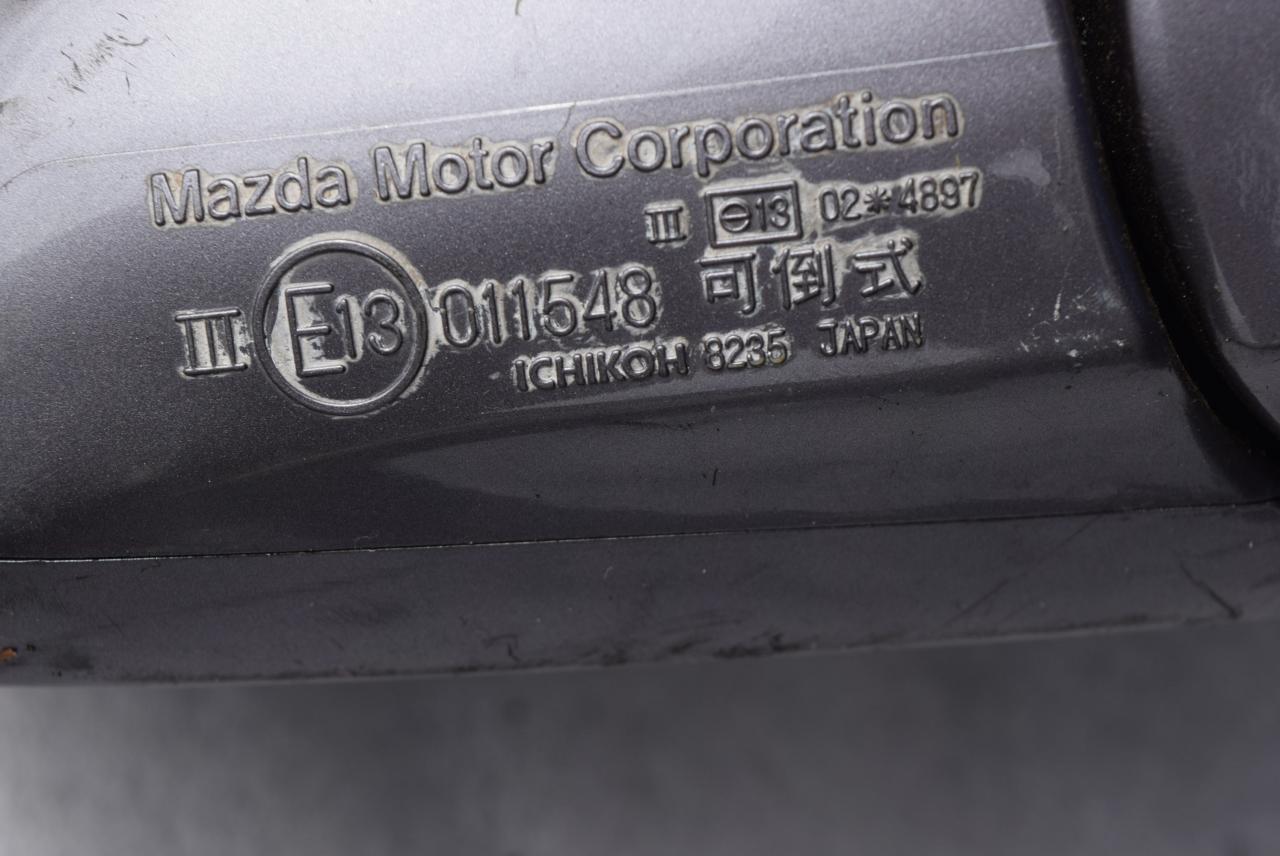 Mazda Motor Corporation
III e13 02*4897
III E13 011548 可倒式
ICHIKOH 8235 JAPAN